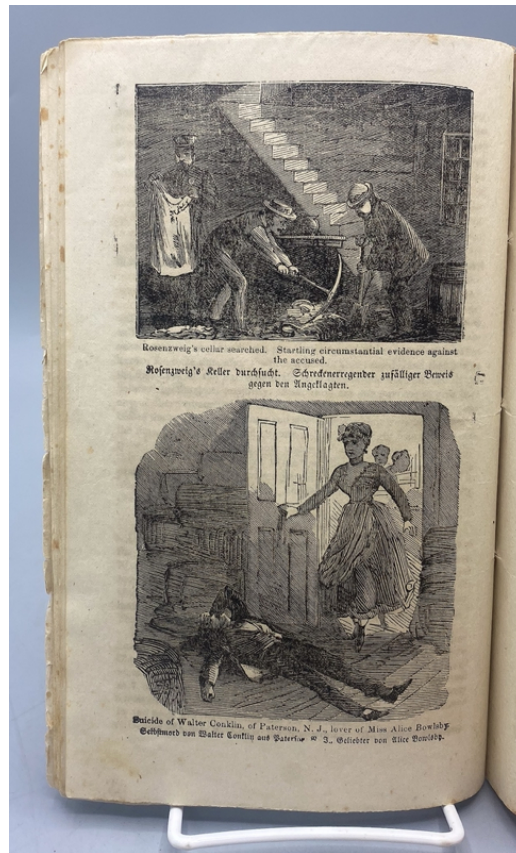 Rosenzweig's cellar searched. Startling circumstantial evidence against
the accused.
Rosenzweig's Keller durchsucht. Schreckenerregender zufälliger Beweis
gegen den Angeklagten.
Suicide of Walter Conklin, of Paterson, N. J., lover of Miss Alice Bowlsby.
Selbstmord von Walter Conklin aus J., Geliebter von Alice Bowlsby.